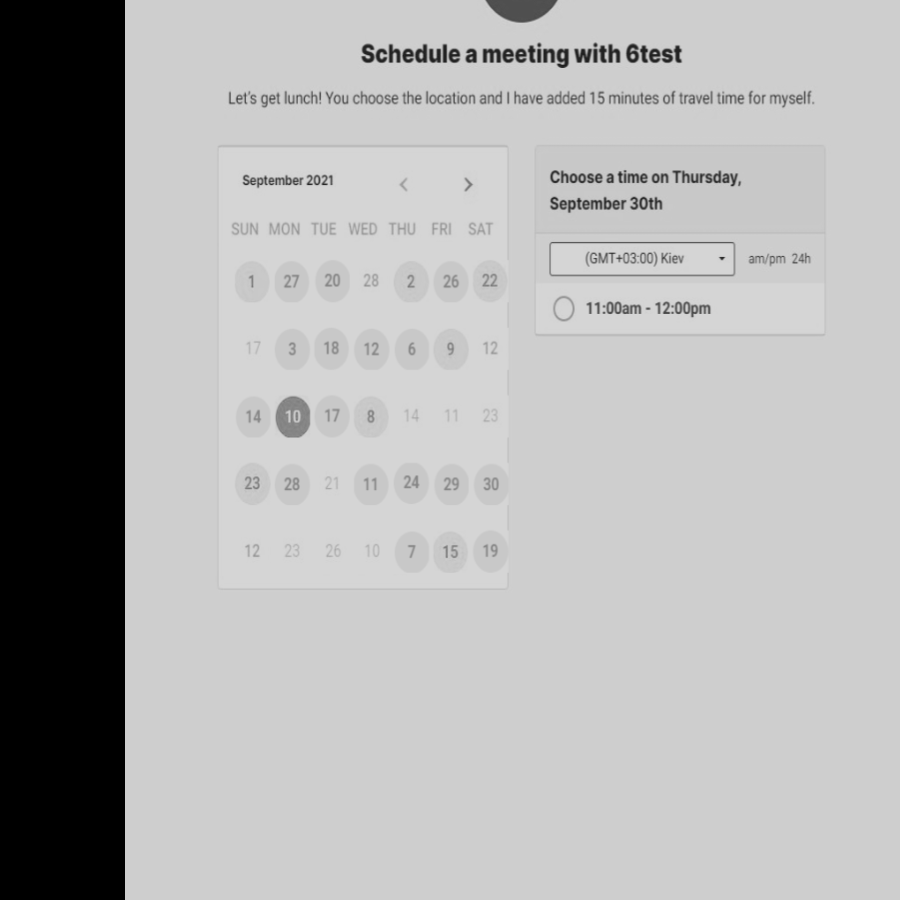 Schedule a meeting with 6test
Let's get lunch! You choose the location and I have added 15 minutes of travel time for myself.
September 2021
SUN MON TUE WED THU FRI SAT
1 27 20 28 2 26 22
17 3 18 12 6 9 12
14 10 17 8 14 11 23
23 28 21 11 24 29 30
12 23 26 10 7 15 19
Choose a time on Thursday,
September 30th
(GMT+03:00) Kiev am/pm 24h
11:00am - 12:00pm